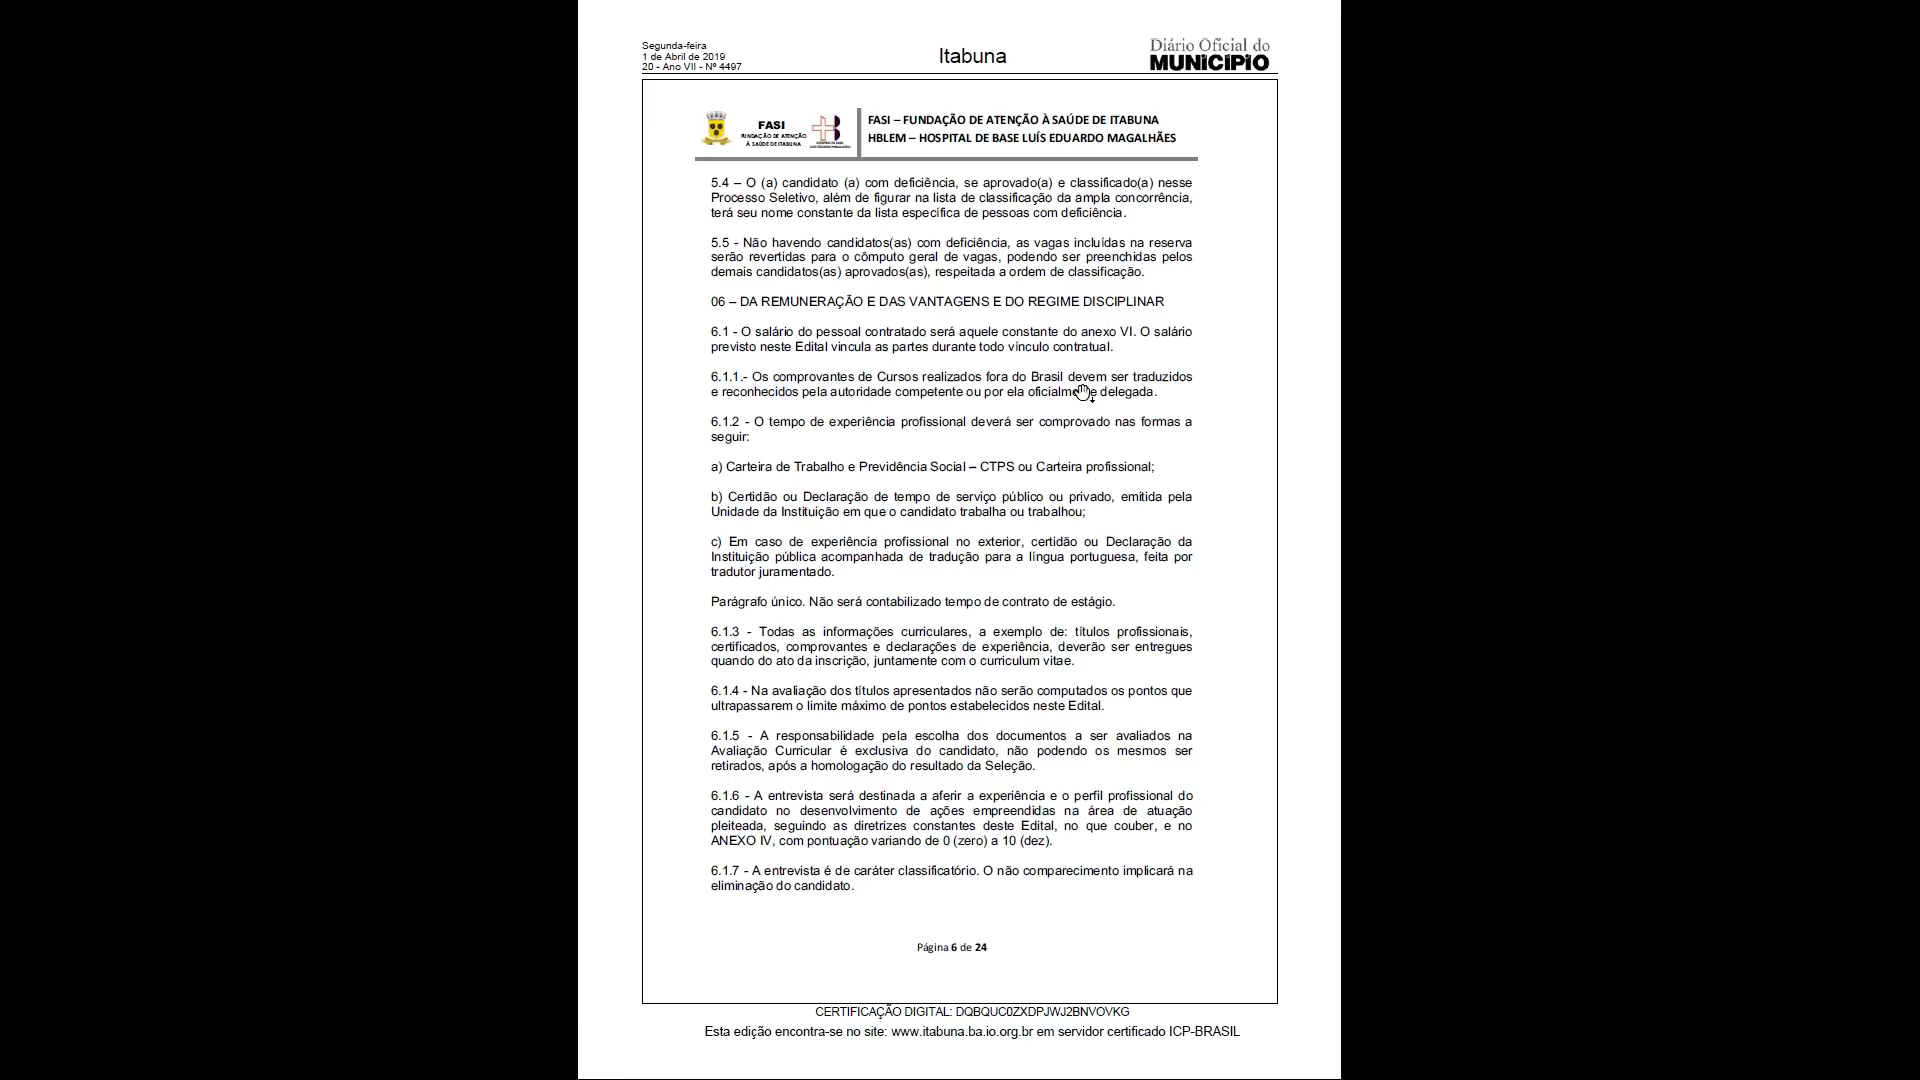 Segunda-feira
1 de Abril de 2019
20 - Ano VII - Nº 4497
Itabuna
Diário Oficial do
MUNICÍPIO
FASI
FUNDAÇÃO DE ATENÇÃO
À SAÚDE DE ITABUNA
FASI – FUNDAÇÃO DE ATENÇÃO À SAÚDE DE ITABUNA
HBLEM – HOSPITAL DE BASE LUÍS EDUARDO MAGALHÃES
5.4 – O (a) candidato (a) com deficiência, se aprovado(a) e classificado(a) nesse
Processo Seletivo, além de figurar na lista de classificação da ampla concorrência,
terá seu nome constante da lista específica de pessoas com deficiência.
5.5 - Não havendo candidatos(as) com deficiência, as vagas incluídas na reserva
serão revertidas para o cômputo geral de vagas, podendo ser preenchidas pelos
demais candidatos(as) aprovados(as), respeitada a ordem de classificação.
06 – DA REMUNERAÇÃO E DAS VANTAGENS E DO REGIME DISCIPLINAR
6.1 - O salário do pessoal contratado será aquele constante do anexo VI. O salário
previsto neste Edital vincula as partes durante todo vínculo contratual.
6.1.1.- Os comprovantes de Cursos realizados fora do Brasil devem ser traduzidos
e reconhecidos pela autoridade competente ou por ela delegada.
6.1.2 - O tempo de experiência profissional deverá ser comprovado nas formas a
seguir:
a) Carteira de Trabalho e Previdência Social – CTPS ou Carteira profissional;
b) Certidão ou Declaração de tempo de serviço público ou privado, emitida pela
Unidade da Instituição em que o candidato trabalha ou trabalhou;
c) Em caso de experiência profissional no exterior, certidão ou Declaração da
Instituição pública acompanhada de tradução para a língua portuguesa, feita por
tradutor juramentado.
Parágrafo único. Não será contabilizado tempo de contrato de estágio.
6.1.3 - Todas as informações curriculares, a exemplo de: títulos profissionais,
certificados, comprovantes e declarações de experiência, deverão ser entregues
quando do ato da inscrição, juntamente com o curriculum vitae.
6.1.4 - Na avaliação dos títulos apresentados não serão computados os pontos que
ultrapassarem o limite máximo de pontos estabelecidos neste Edital.
6.1.5 - A responsabilidade pela escolha dos documentos a ser avaliados na
Avaliação Curricular é exclusiva do candidato, não podendo os mesmos ser
retirados, após a homologação do resultado da Seleção.
6.1.6 - A entrevista será destinada a aferir a experiência e o perfil profissional do
candidato no desenvolvimento de ações empreendidas na área de atuação
pleiteada, seguindo as diretrizes constantes deste Edital, no que couber, e no
ANEXO IV, com pontuação variando de 0 (zero) a 10 (dez).
6.1.7 - A entrevista é de caráter classificatório. O não comparecimento implicará na
eliminação do candidato.
Página 6 de 24
CERTIFICAÇÃO DIGITAL: DQBQUC0ZXDPJWJ2BNVOVKG
Esta edição encontra-se no site: www.itabuna.ba.io.org.br em servidor certificado ICP-BRASIL